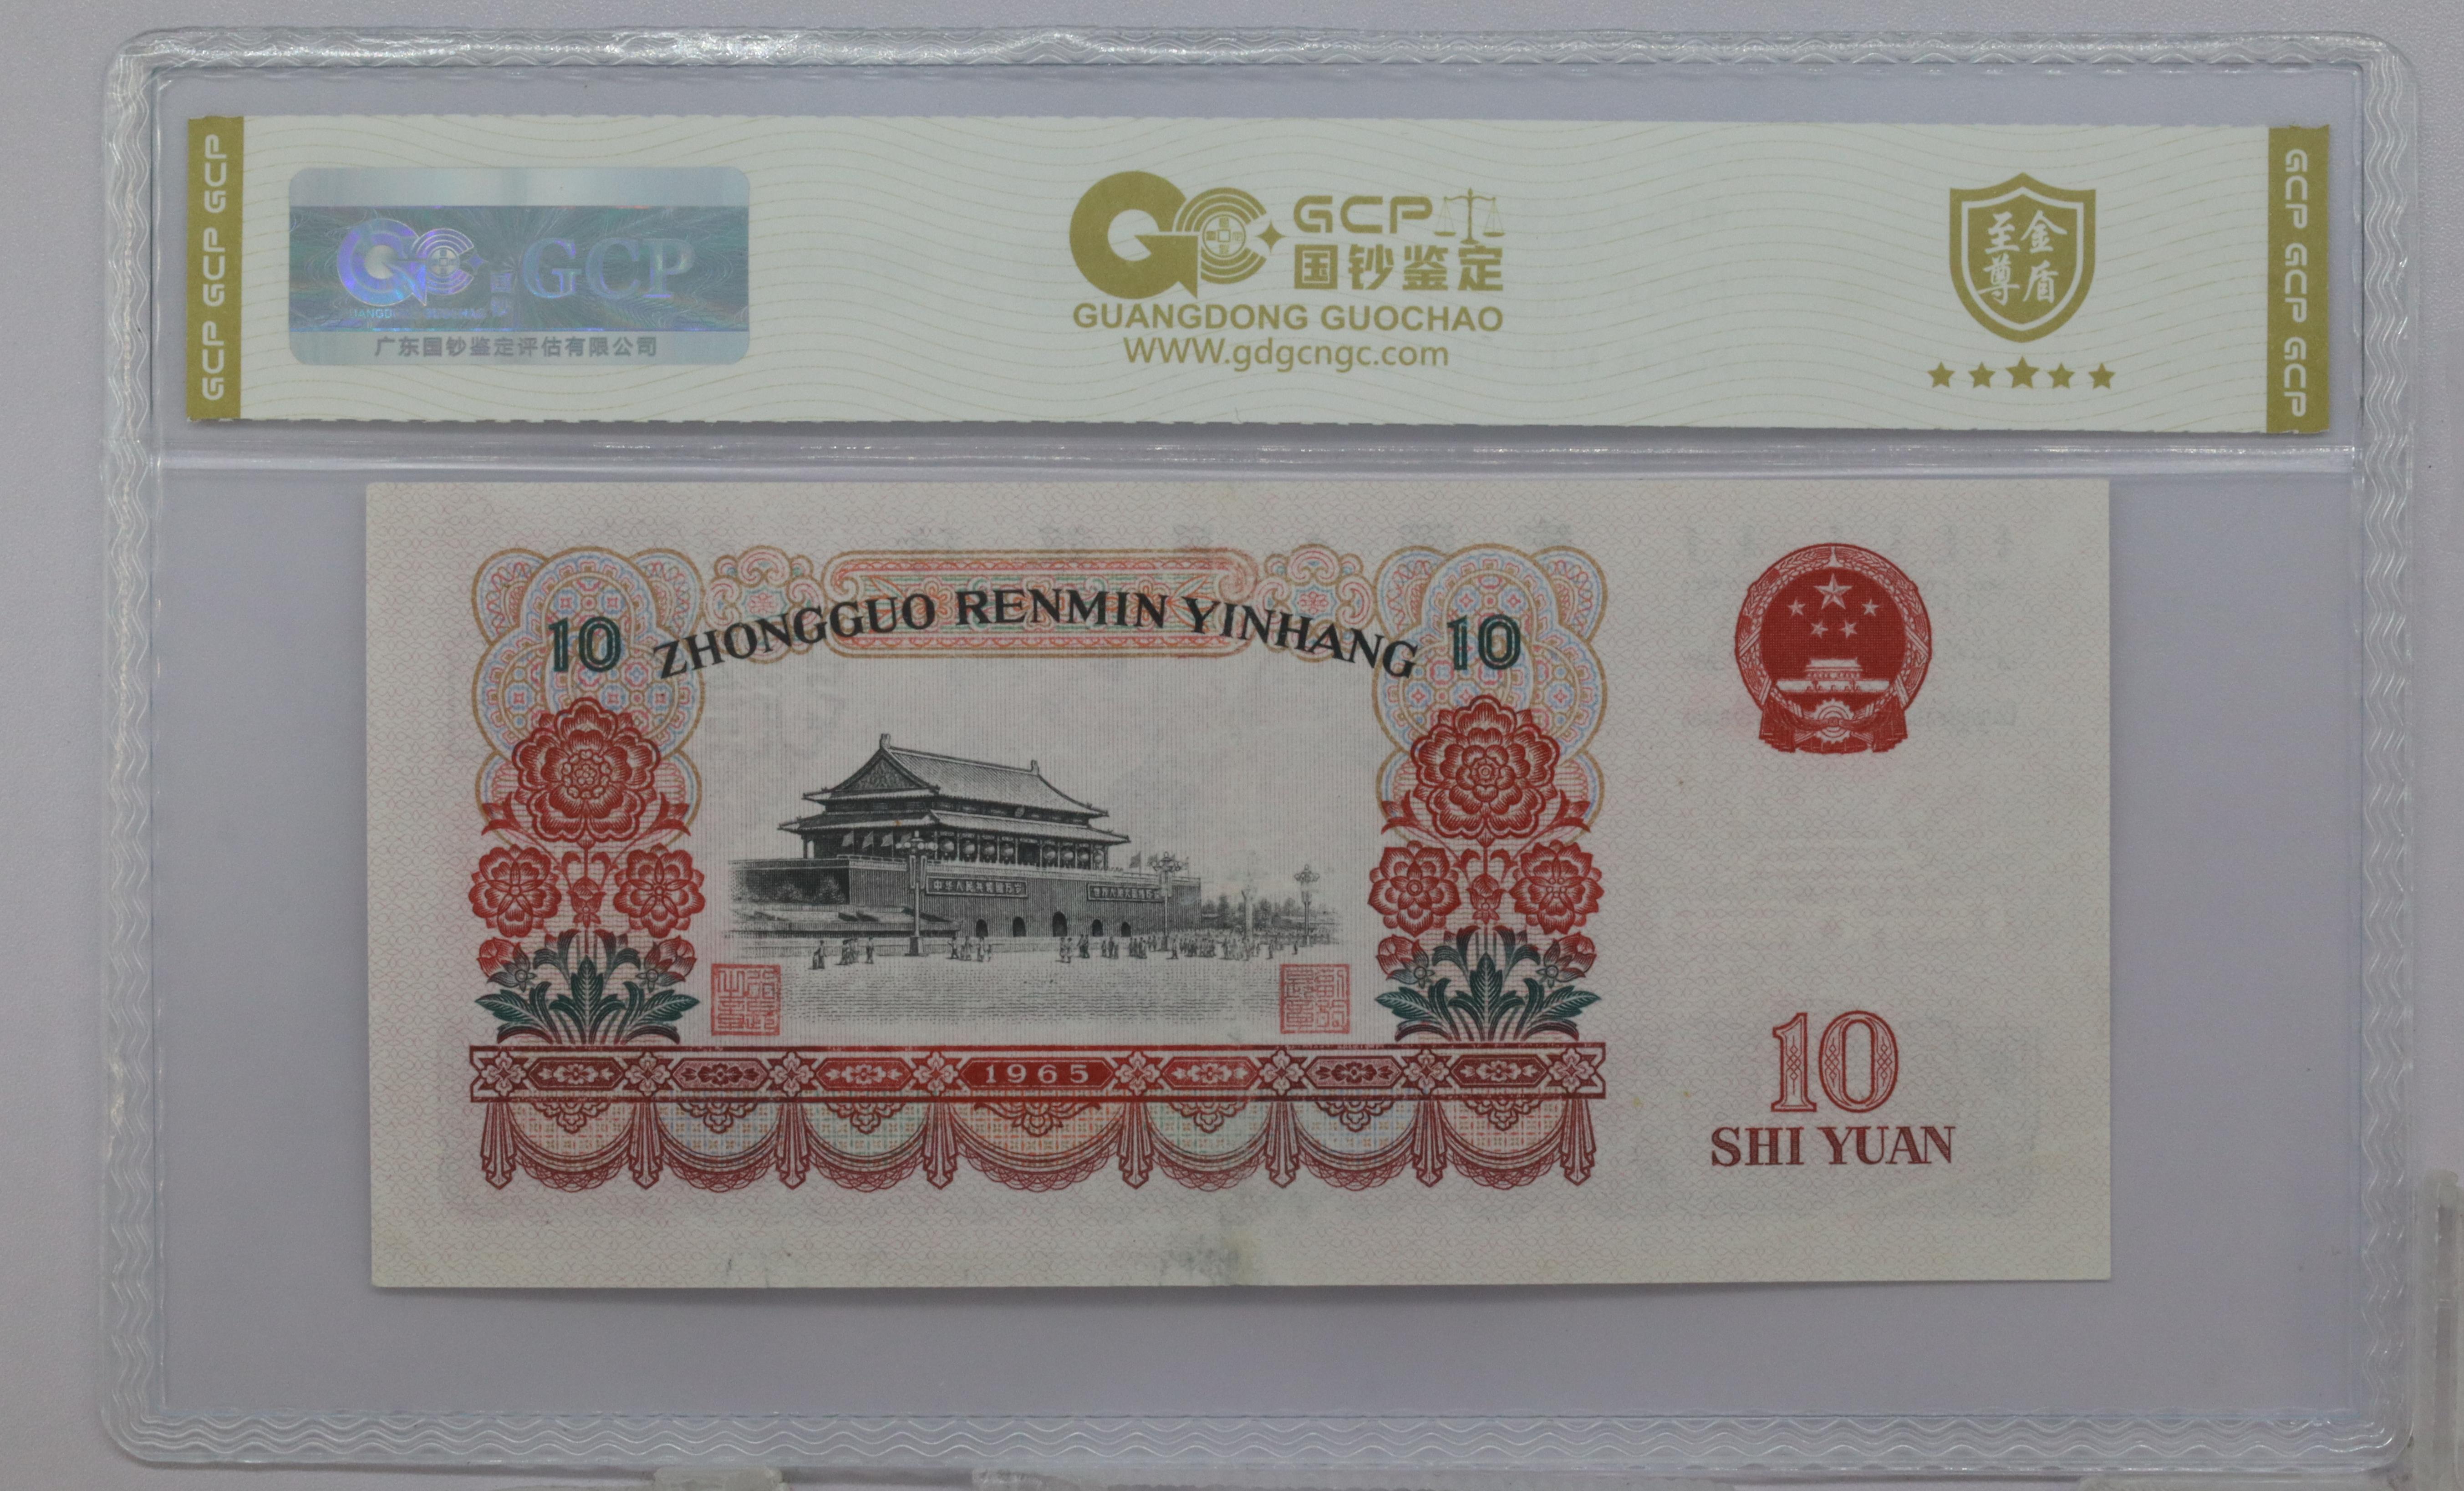 GCP GCP GCP
GCP
广东国钞鉴定评估有限公司
GCP
国钞鉴定
GUANGDONG GUOCHAO
WWW.gdgcngc.com
至金
尊盾
GCP GCP GCP
ZHONGGUO RENMIN YINHANG
10
10
1965
10
SHI YUAN